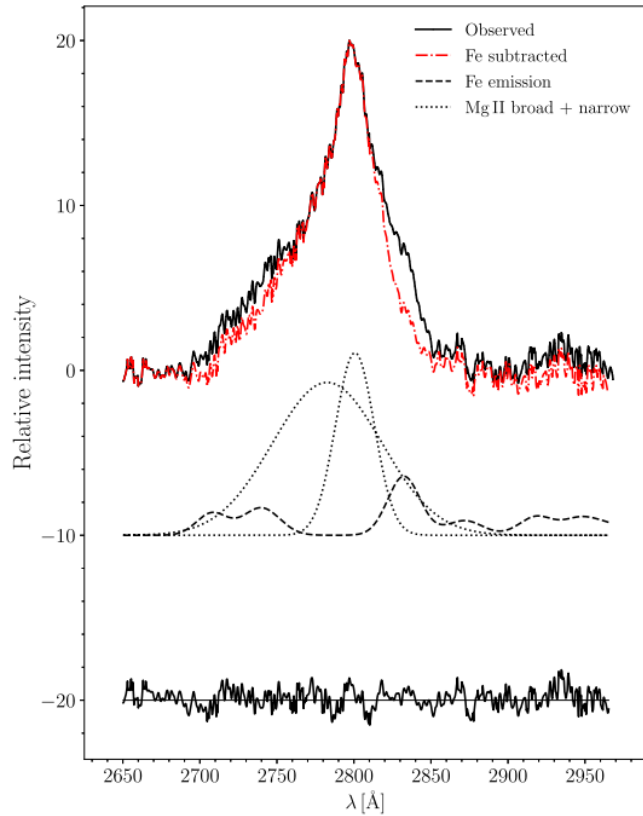 Observed
Fe subtracted
Fe emission
Mg II broad + narrow
20
10
0
−10
−20
Relative intensity
2650 2700 2750 2800 2850 2900 2950
λ [Å]